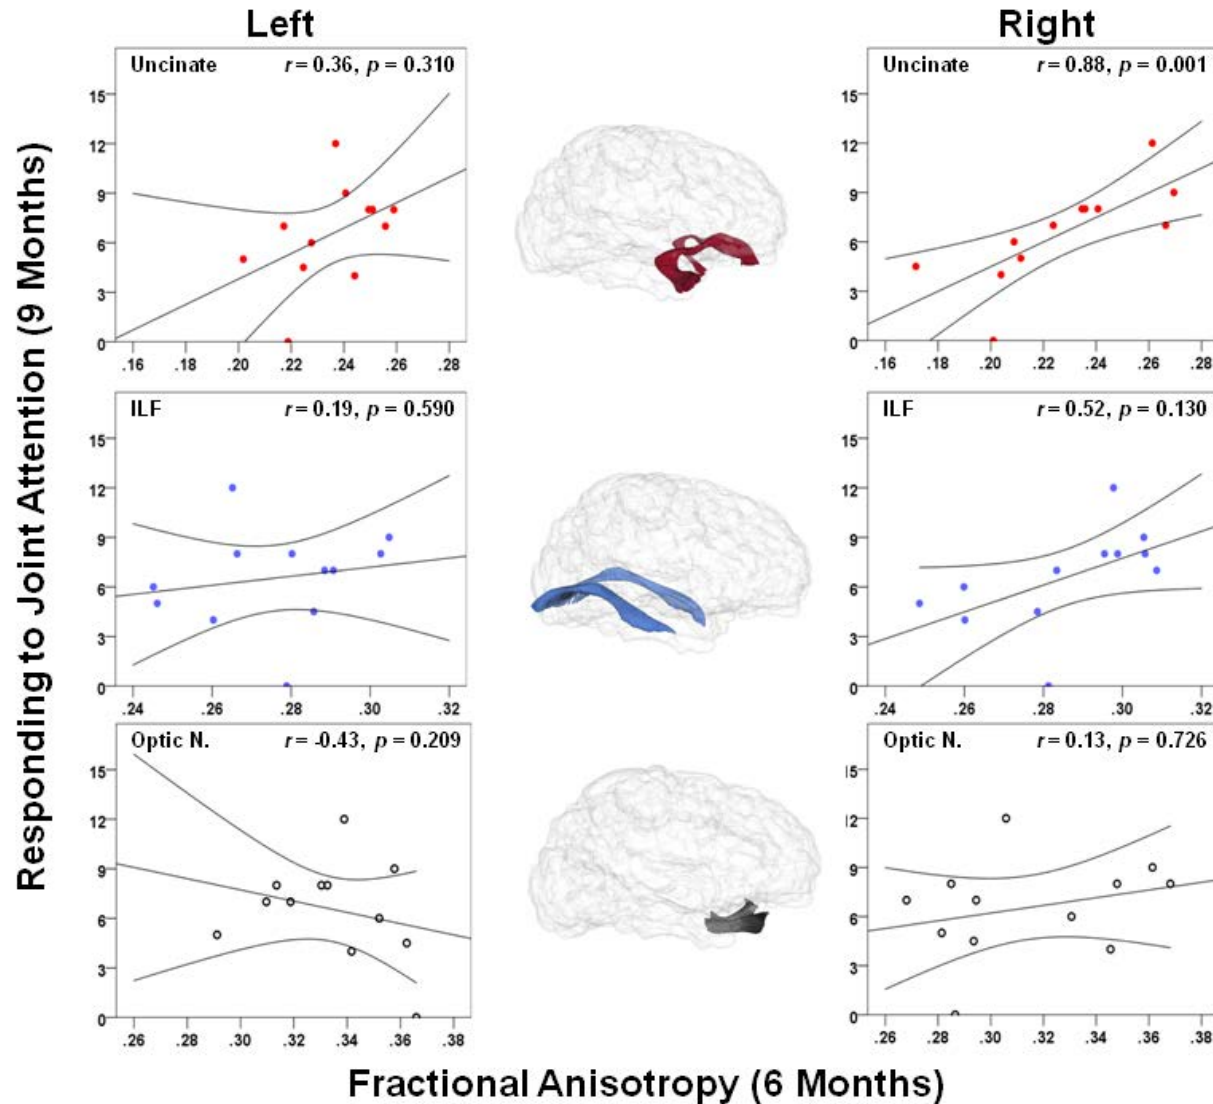 Left
Right
Responding to Joint Attention (9 Months)
Uncinate r = 0.36, p = 0.310
15
12
9
6
3
0
.16 .18 .20 .22 .24 .26 .28
Uncinate r = 0.88, p = 0.001
15
12
9
6
3
0
.16 .18 .20 .22 .24 .26 .28
ILF r = 0.19, p = 0.590
15
12
9
6
3
0
.24 .26 .28 .30 .32
ILF r = 0.52, p = 0.130
15
12
9
6
3
0
.24 .26 .28 .30 .32
Optic N. r = -0.43, p = 0.209
15
12
9
6
3
0
.26 .28 .30 .32 .34 .36 .38
Optic N. r = 0.13, p = 0.726
15
12
9
6
3
0
.26 .28 .30 .32 .34 .36 .38
Fractional Anisotropy (6 Months)